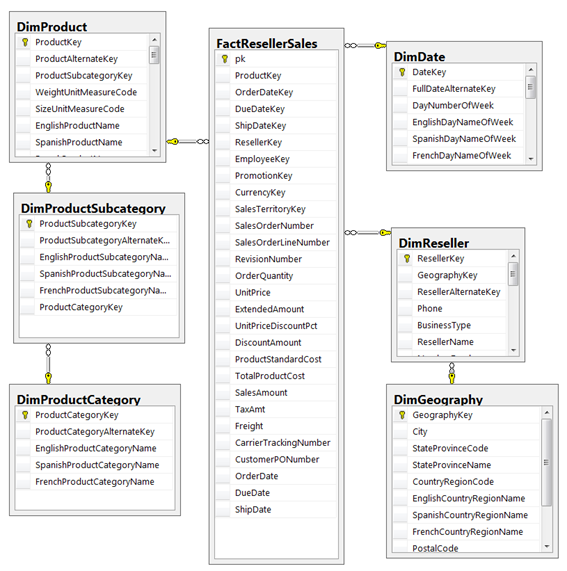 DimProduct
ProductKey
ProductAlternateKey
ProductSubcategoryKey
WeightUnitMeasureCode
SizeUnitMeasureCode
EnglishProductName
SpanishProductName
DimProductSubcategory
ProductSubcategoryKey
ProductSubcategoryAlternateK...
EnglishProductSubcategoryNa...
SpanishProductSubcategoryNa...
FrenchProductSubcategoryNa...
ProductCategoryKey
DimProductCategory
ProductCategoryKey
ProductCategoryAlternateKey
EnglishProductCategoryName
SpanishProductCategoryName
FrenchProductCategoryName
FactResellerSales
pk
ProductKey
OrderDateKey
DueDateKey
ShipDateKey
ResellerKey
EmployeeKey
PromotionKey
CurrencyKey
SalesTerritoryKey
SalesOrderNumber
SalesOrderLineNumber
RevisionNumber
OrderQuantity
UnitPrice
ExtendedAmount
UnitPriceDiscountPct
DiscountAmount
ProductStandardCost
TotalProductCost
SalesAmount
TaxAmt
Freight
CarrierTrackingNumber
CustomerPONumber
OrderDate
DueDate
ShipDate
DimDate
DateKey
FullDateAlternateKey
DayNumberOfWeek
EnglishDayNameOfWeek
SpanishDayNameOfWeek
FrenchDayNameOfWeek
DimReseller
ResellerKey
GeographyKey
ResellerAlternateKey
Phone
BusinessType
ResellerName
DimGeography
GeographyKey
City
StateProvinceCode
StateProvinceName
CountryRegionCode
EnglishCountryRegionName
SpanishCountryRegionName
FrenchCountryRegionName
PostalCode